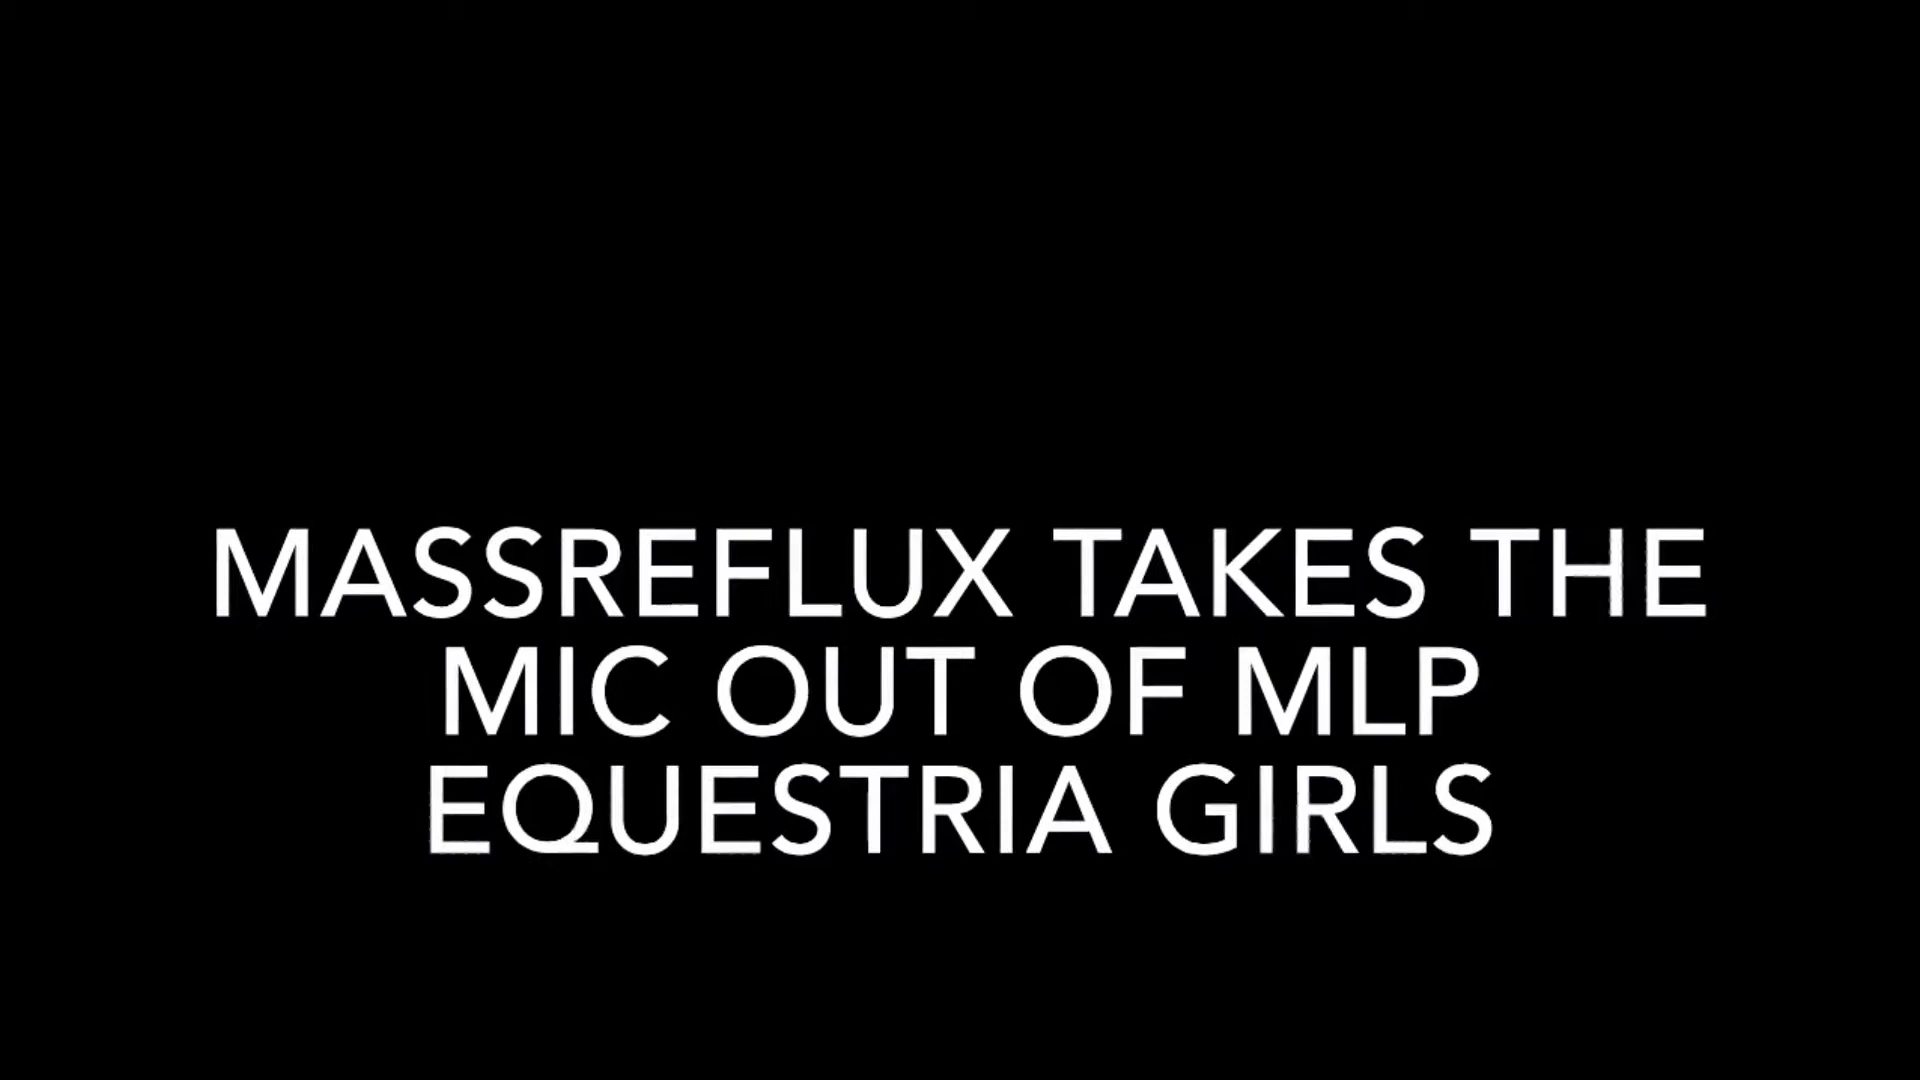 MASSREFLUX TAKES THE
MIC OUT OF MLP
EQUESTRIA GIRLS